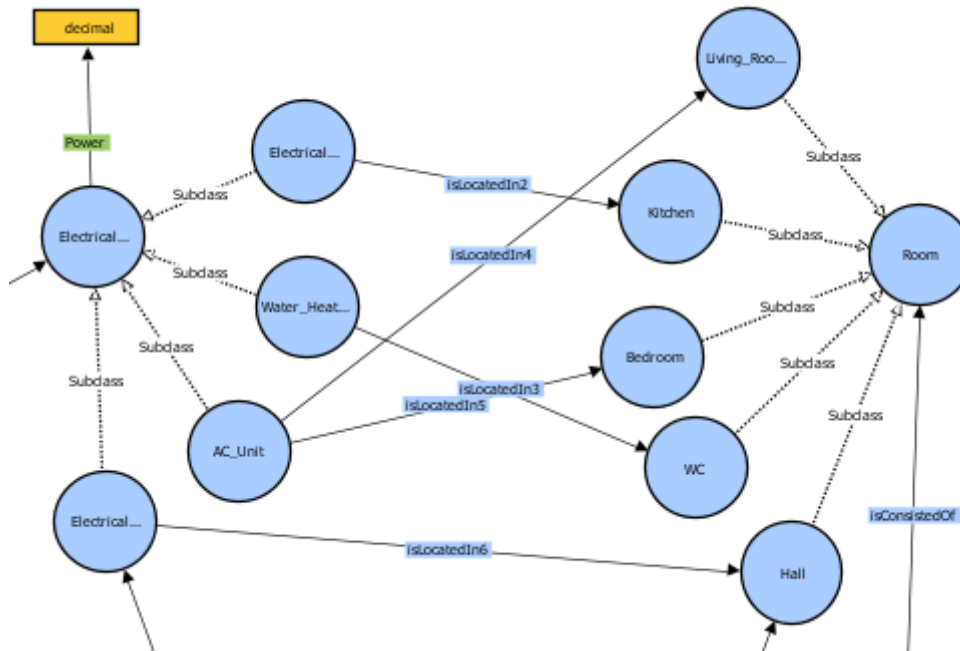 decimal
Living_Roo...
Power
Electrical...
Subclass
Subclass
isLocatedIn2
Kitchen
Subclass
Electrical...
isLocatedIn4
Room
Subclass
Water_Heat...
Subclass
Subclass
Bedroom
Subclass
Subclass
isLocatedIn3
isLocatedIn5
Subclass
AC_Unit
WC
isConsistedOf
Electrical...
isLocatedIn6
Hall